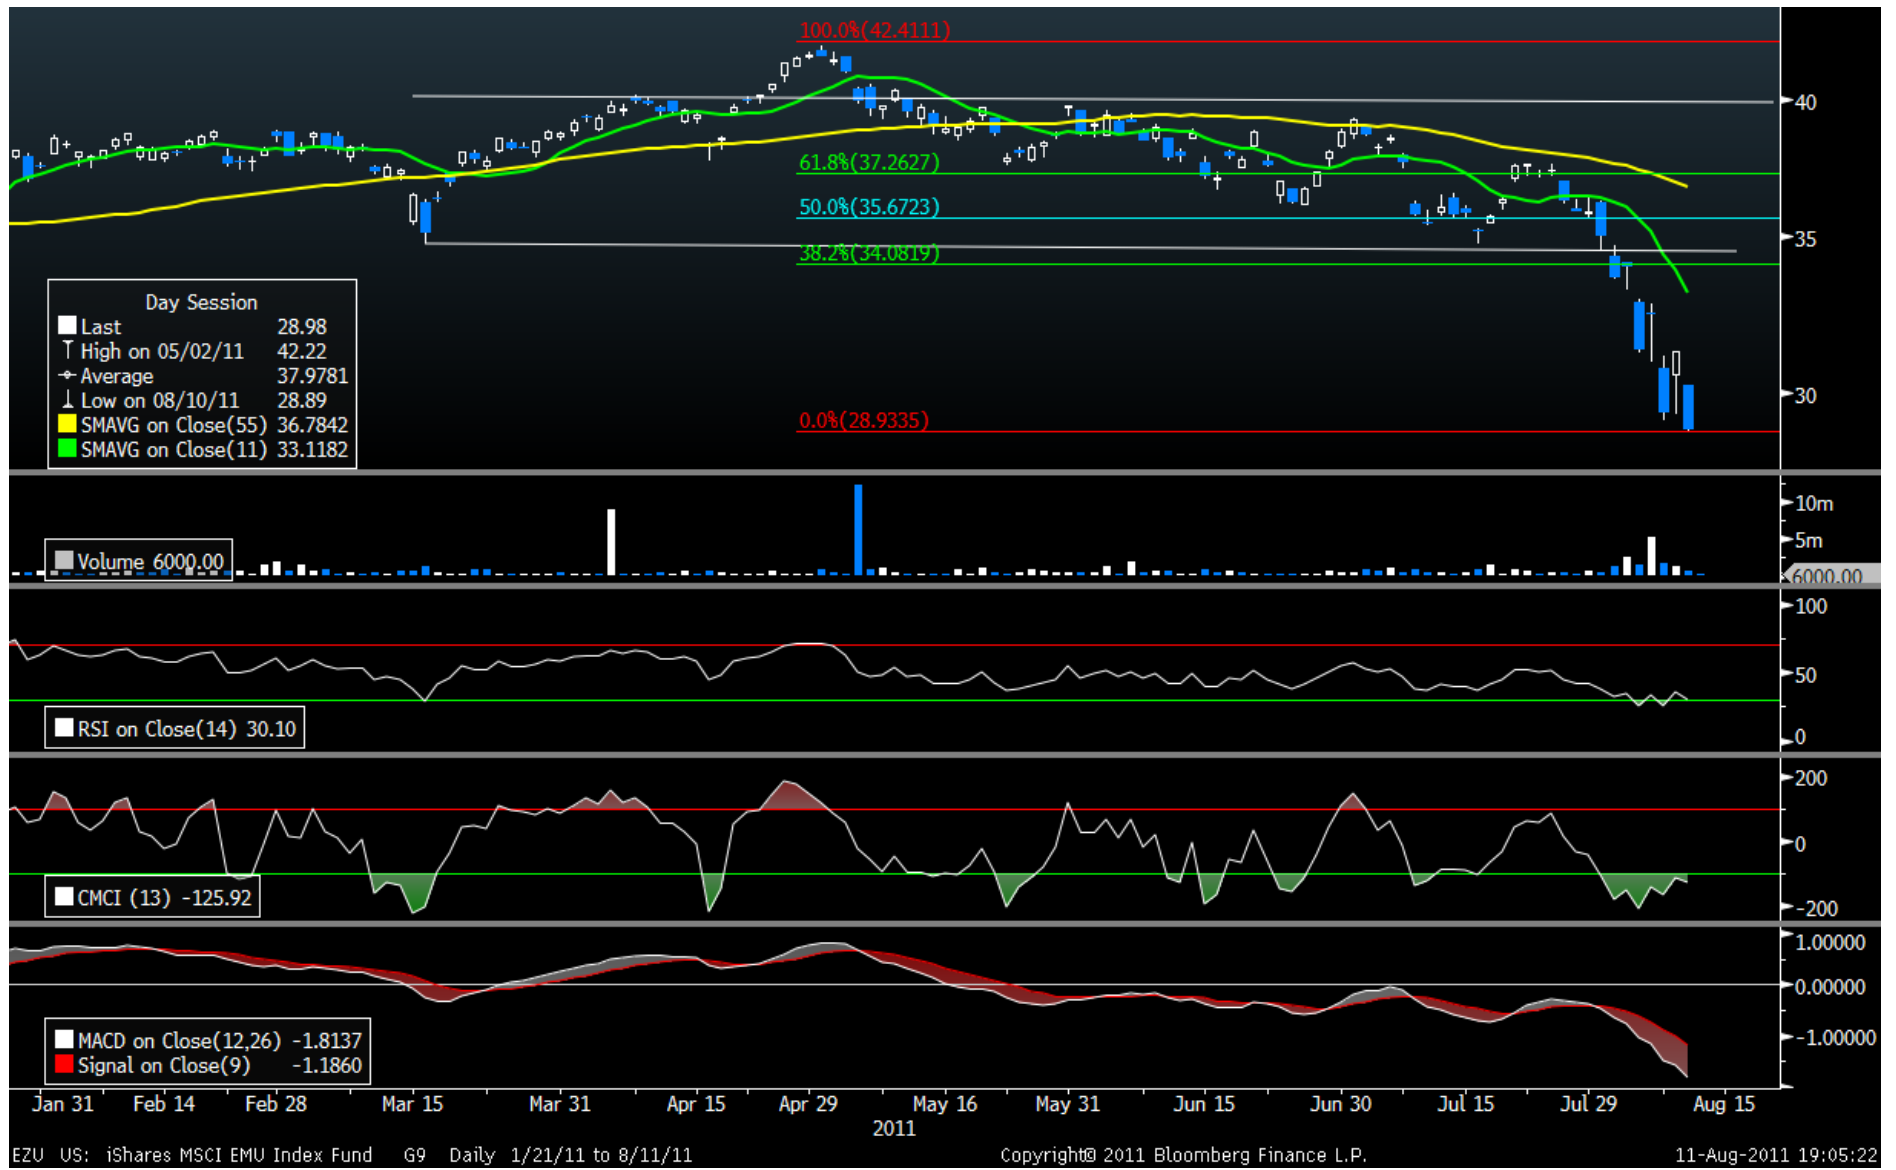 100.0%(42.4111)
40
61.8%(37.2627)
50.0%(35.6723)
35
38.2%(34.0819)
Day Session
Last 28.98
High on 05/02/11 42.22
Average 37.9781
Low on 08/10/11 28.89
SMAVG on Close(55) 36.7842
SMAVG on Close(11) 33.1182
30
0.0%(28.9335)
10m
5m
Volume 6000.00
6000.00
100
50
RSI on Close(14) 30.10
0
200
0
CMCI (13) -125.92
-200
1.00000
0.00000
MACD on Close(12,26) -1.8137
-1.00000
Signal on Close(9) -1.1860
Jan 31 Feb 14 Feb 28 Mar 15 Mar 31 Apr 15 Apr 29 May 16 May 31 Jun 15 Jun 30 Jul 15 Jul 29 Aug 15
2011
EZU US: iShares MSCI EMU Index Fund G9 Daily 1/21/11 to 8/11/11 Copyright© 2011 Bloomberg Finance L.P. 11-Aug-2011 19:05:22